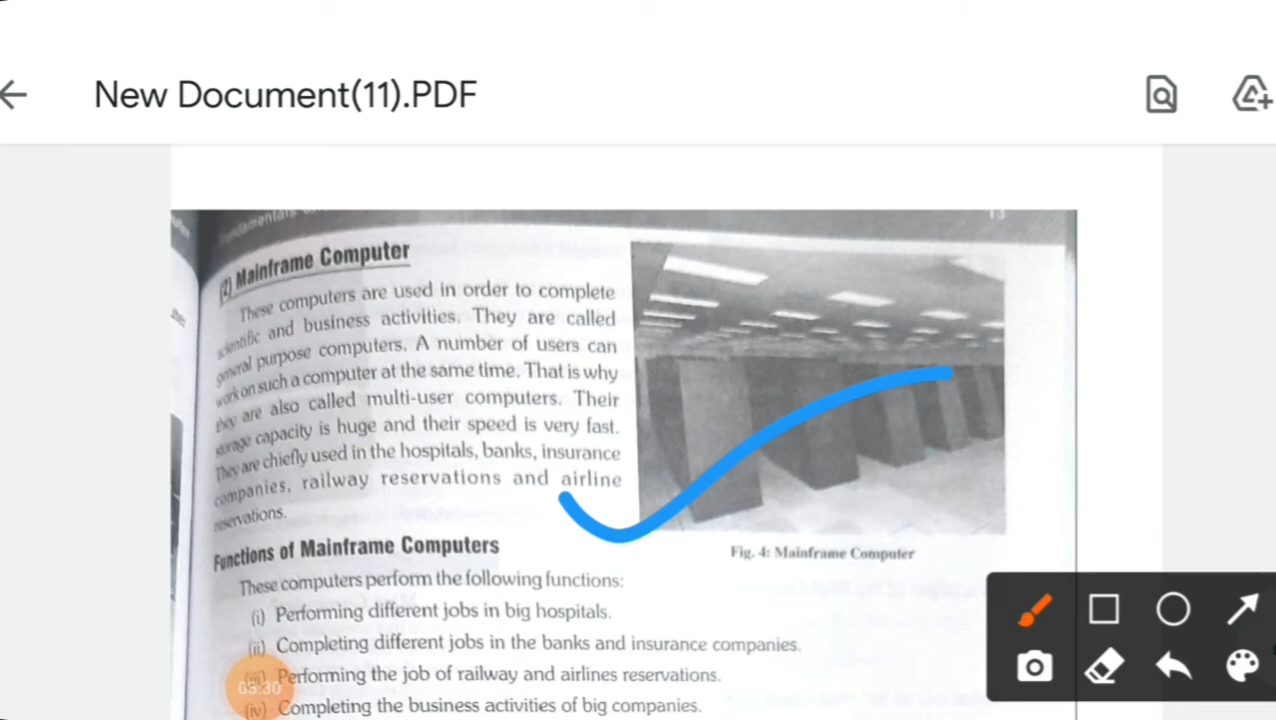 New Document(11).PDF
Fundamentals
13
(2) Mainframe Computer
These computers are used in order to complete
scientific and business activities. They are called
general purpose computers. A number of users can
work on such a computer at the same time. That is why
they are also called multi-user computers. Their
storage capacity is huge and their speed is very fast.
They are chiefly used in the hospitals, banks, insurance
companies, railway reservations and airline
reservations.
Fig. 4: Mainframe Computer
Functions of Mainframe Computers
These computers perform the following functions:
(i) Performing different jobs in big hospitals.
(ii) Completing different jobs in the banks and insurance companies.
(iii) Performing the job of railway and airlines reservations.
(iv) Completing the business activities of big companies.
03:30